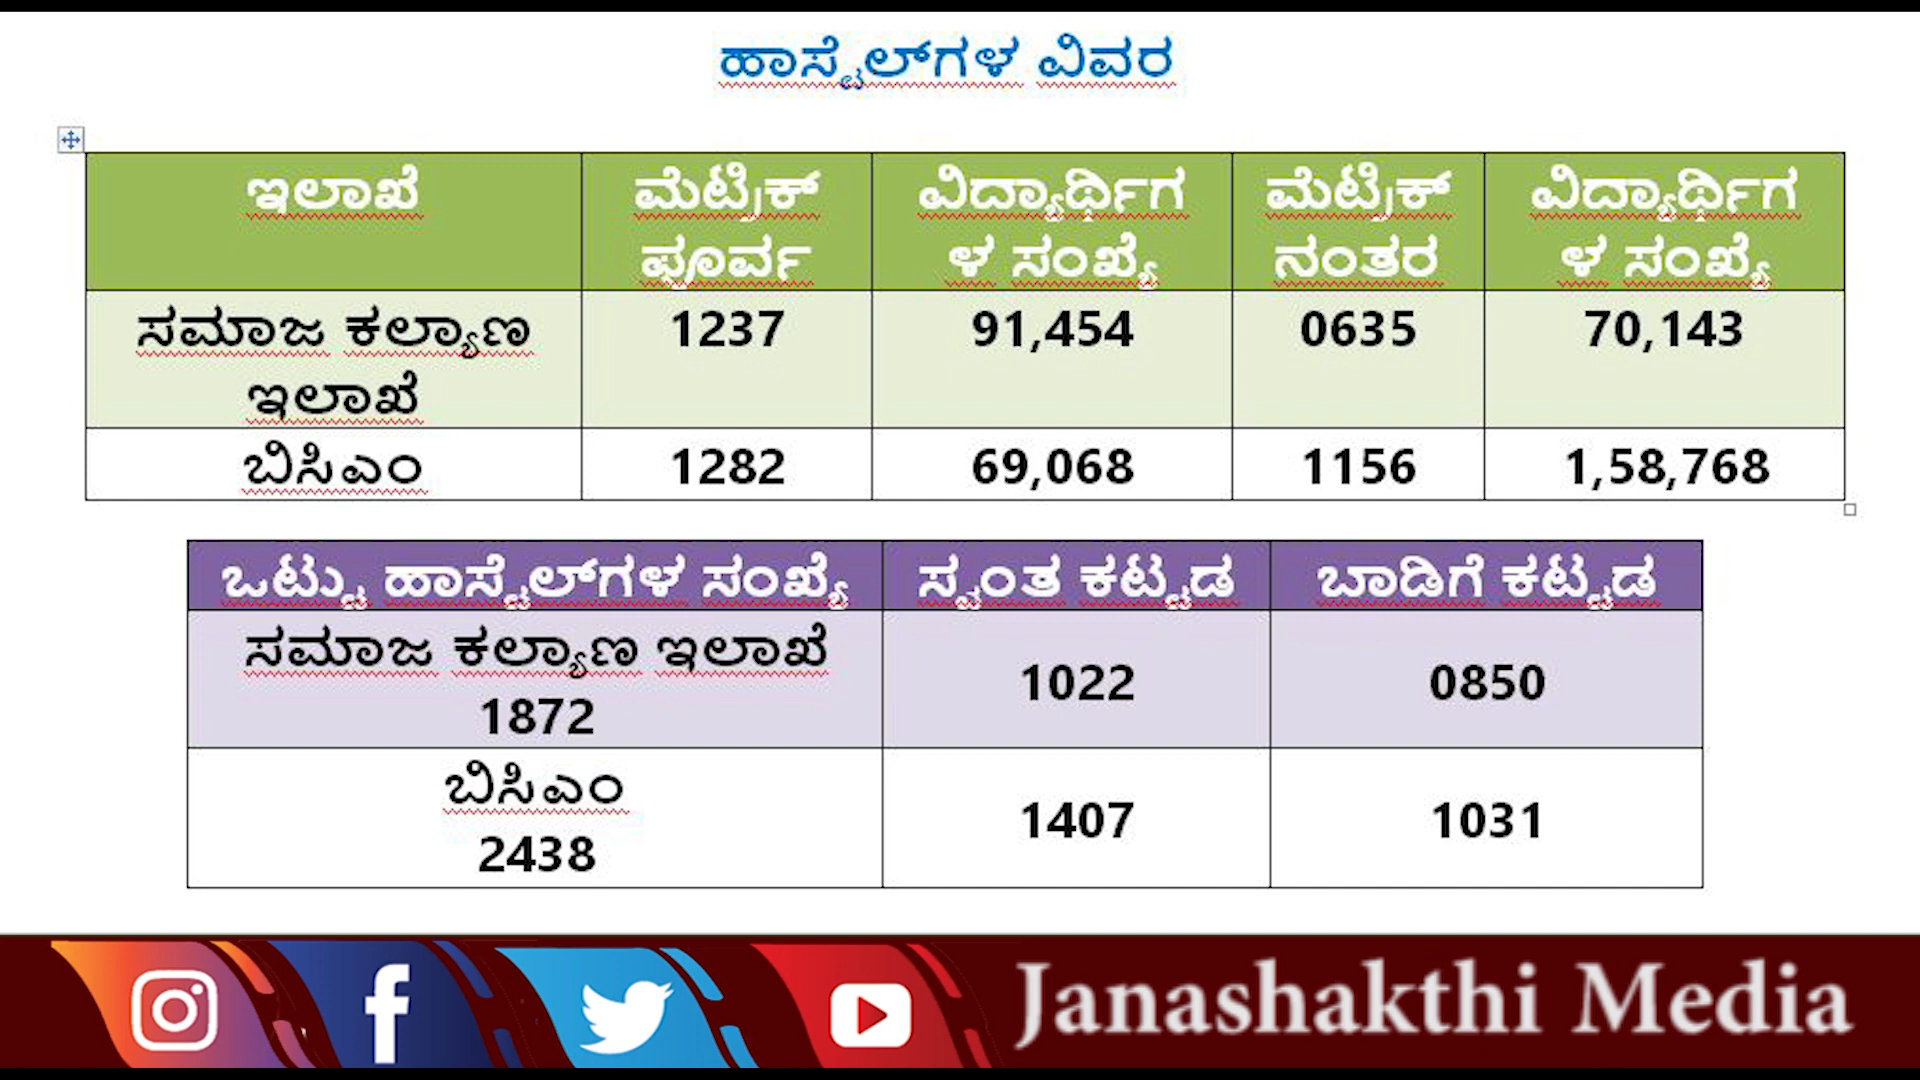 ಹಾಸ್ಟೆಲ್‌ಗಳ ವಿವರ
ಇಲಾಖೆ ಮೆಟ್ರಿಕ್ ವಿದ್ಯಾರ್ಥಿಗ ಮೆಟ್ರಿಕ್ ವಿದ್ಯಾರ್ಥಿಗ
ಪೂರ್ವ ಳ ಸಂಖ್ಯೆ ನಂತರ ಳ ಸಂಖ್ಯೆ
ಸಮಾಜ ಕಲ್ಯಾಣ 1237 91,454 0635 70,143
ಇಲಾಖೆ
ಬಿಸಿಎಂ 1282 69,068 1156 1,58,768
ಒಟ್ಟು ಹಾಸ್ಟೆಲ್‌ಗಳ ಸಂಖ್ಯೆ ಸ್ವಂತ ಕಟ್ಟಡ ಬಾಡಿಗೆ ಕಟ್ಟಡ
ಸಮಾಜ ಕಲ್ಯಾಣ ಇಲಾಖೆ
1872 1022 0850
ಬಿಸಿಎಂ
2438 1407 1031
Janashakthi Media